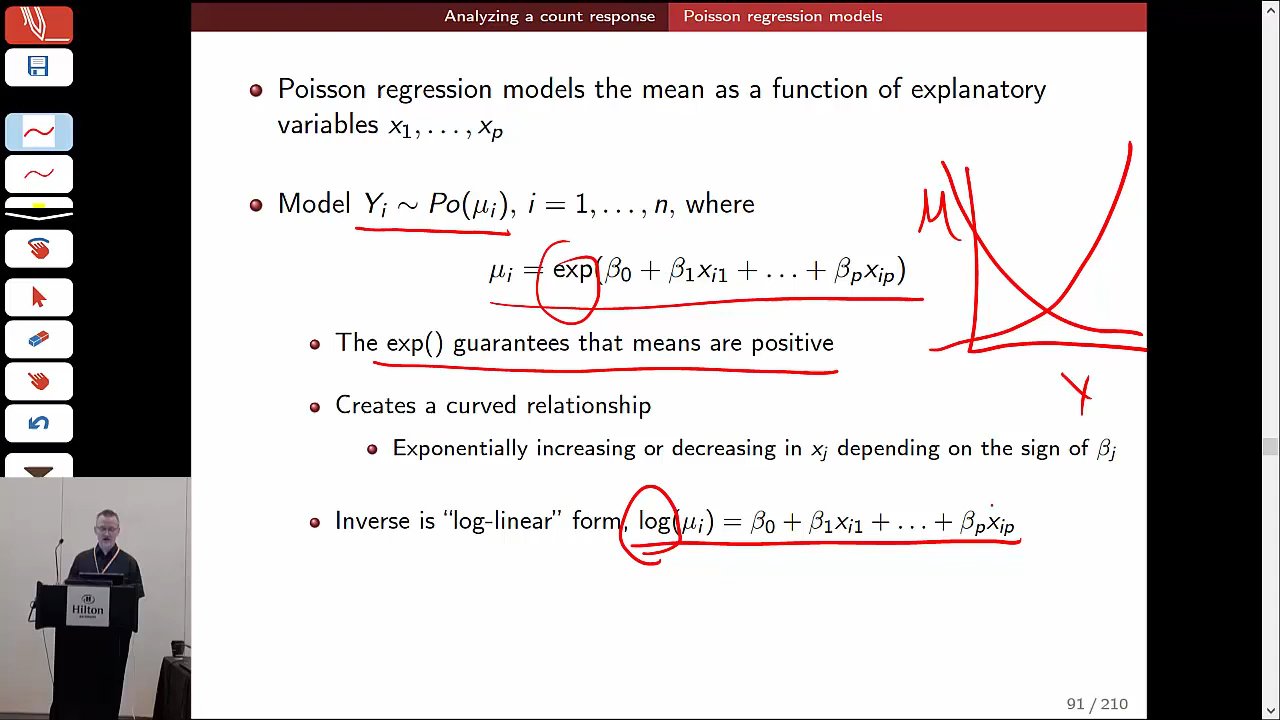 Analyzing a count response Poisson regression models
Poisson regression models the mean as a function of explanatory
variables x₁, . . . , xₚ
Model Yᵢ ∼ Po(μᵢ), i = 1, . . . , n, where
μᵢ = exp(β₀ + β₁xᵢ₁ + . . . + βₚxᵢₚ)
μ
The exp() guarantees that means are positive
Creates a curved relationship
Exponentially increasing or decreasing in xⱼ depending on the sign of βⱼ
Inverse is “log-linear” form, log(μᵢ) = β₀ + β₁xᵢ₁ + . . . + βₚxᵢₚ
Hilton
91 / 210